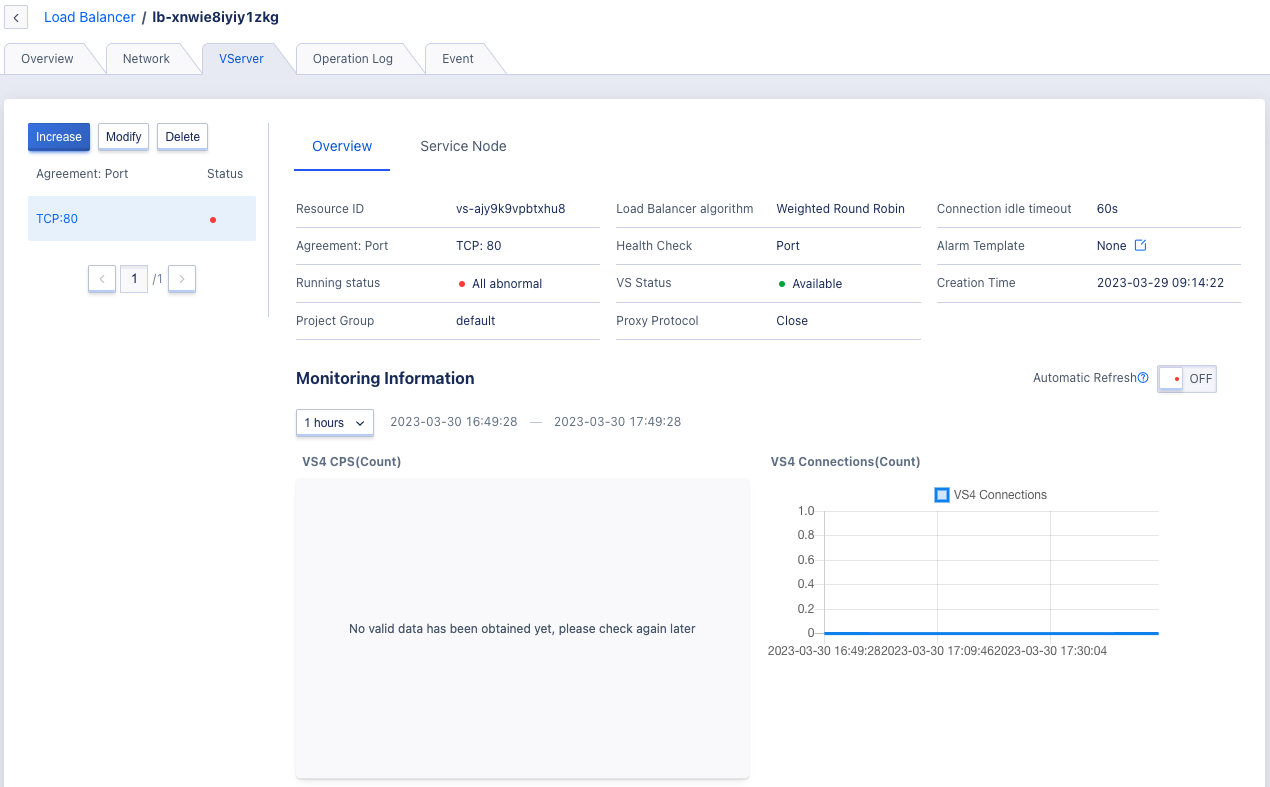 Load Balancer / lb-xnwie8iyiy1zkg
Overview Network VServer Operation Log Event
Increase Modify Delete
Agreement: Port Status
TCP:80
1 /1
Overview Service Node
Resource ID vs-ajy9k9vpbtxhu8 Load Balancer algorithm Weighted Round Robin Connection idle timeout 60s
Agreement: Port TCP: 80 Health Check Port Alarm Template None
Running status All abnormal VS Status Available Creation Time 2023-03-29 09:14:22
Project Group default Proxy Protocol Close
Monitoring Information
Automatic Refresh OFF
1 hours 2023-03-30 16:49:28 — 2023-03-30 17:49:28
VS4 CPS(Count)
No valid data has been obtained yet, please check again later
VS4 Connections(Count)
VS4 Connections
1.0
0.8
0.6
0.4
0.2
0
2023-03-30 16:49:28 2023-03-30 17:09:46 2023-03-30 17:30:04